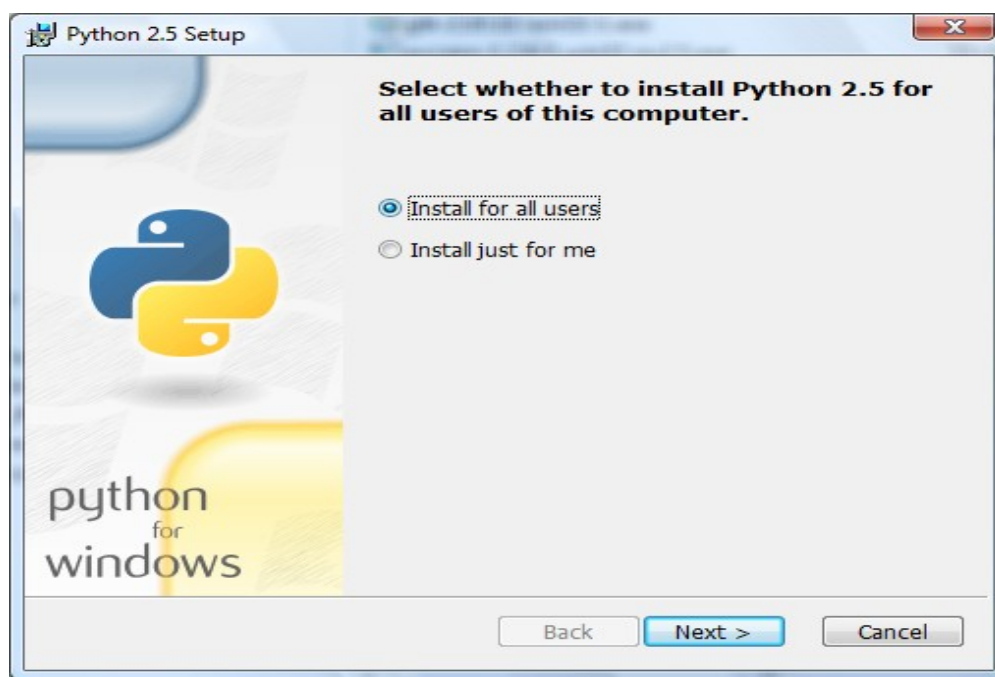 Python 2.5 Setup
Select whether to install Python 2.5 for
all users of this computer.
Install for all users
Install just for me
python
for
windows
Back
Next >
Cancel